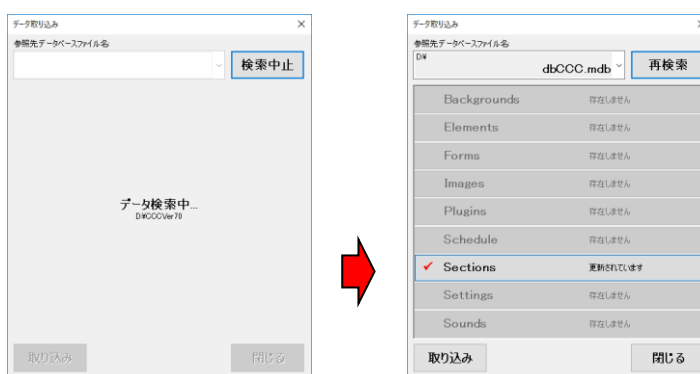 データ取り込み
参照先データベースファイル名
検索中止
データ検索中...
D:¥CCCVer70
取り込み
閉じる
データ取り込み
参照先データベースファイル名
D:¥
dbCCC.mdb
再検索
Backgrounds 存在しません
Elements 存在しません
Forms 存在しません
Images 存在しません
Plugins 存在しません
Schedule 存在しません
Sections 更新されています
Settings 存在しません
Sounds 存在しません
取り込み
閉じる